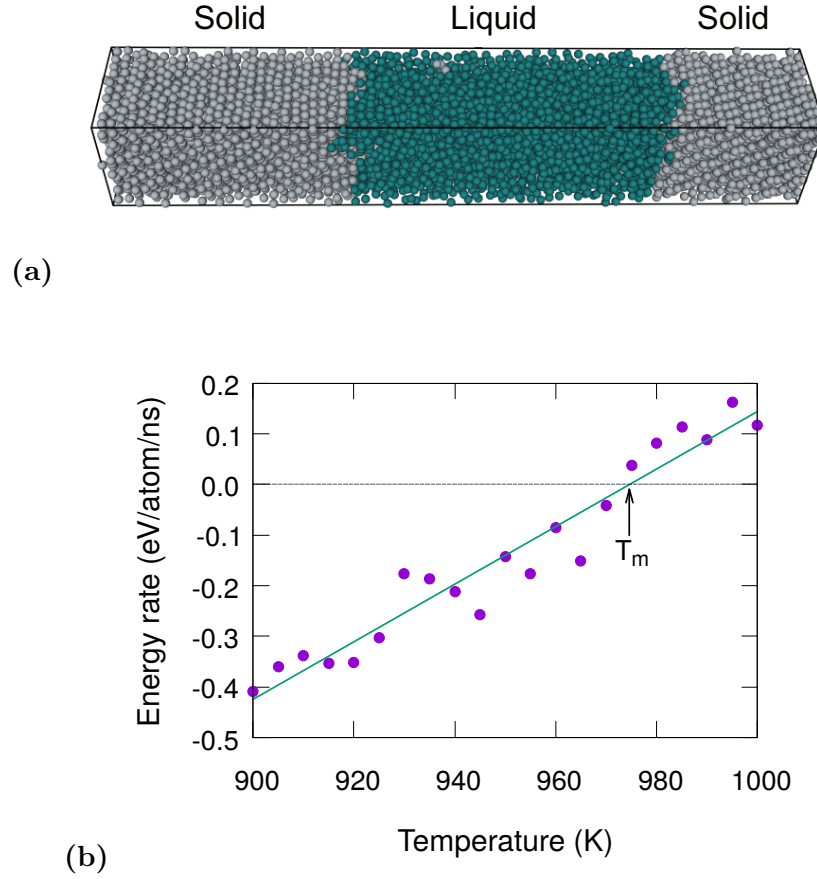 Solid Liquid Solid
(a)
0.2
0.1
0.0
-0.1
-0.2
-0.3
-0.4
-0.5
Energy rate (eV/atom/ns)
T_m
900 920 940 960 980 1000
Temperature (K)
(b)